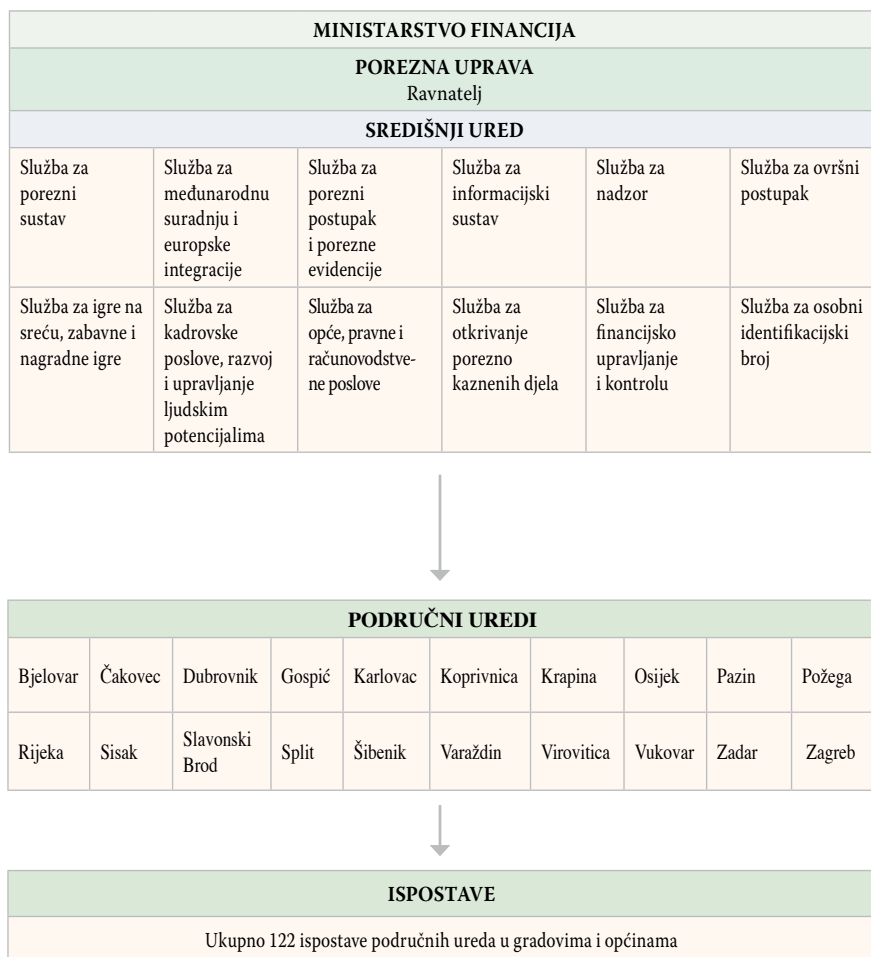 MINISTARSTVO FINANCIJA
POREZNA UPRAVA
Ravnatelj
SREDIŠNJI URED
Služba za
porezni
sustav
Služba za
međunarodnu
suradnju i
europske
integracije
Služba za
porezni
postupak
i porezne
evidencije
Služba za
informacijski
sustav
Služba za
nadzor
Služba za ovršni
postupak
Služba za igre na
sreću, zabavne i
nagradne igre
Služba za
kadrovske
poslove, razvoj
i upravljanje
ljudskim
potencijalima
Služba za
opće, pravne i
računovodstve-
ne poslove
Služba za
otkrivanje
porezno
kaznenih djela
Služba za
financijsko
upravljanje
i kontrolu
Služba za osobni
identifikacijski
broj
PODRUČNI UREDI
Bjelovar
Čakovec
Dubrovnik
Gospić
Karlovac
Koprivnica
Krapina
Osijek
Pazin
Požega
Rijeka
Sisak
Slavonski
Brod
Split
Šibenik
Varaždin
Virovitica
Vukovar
Zadar
Zagreb
ISPOSTAVE
Ukupno 122 ispostave područnih ureda u gradovima i općinama